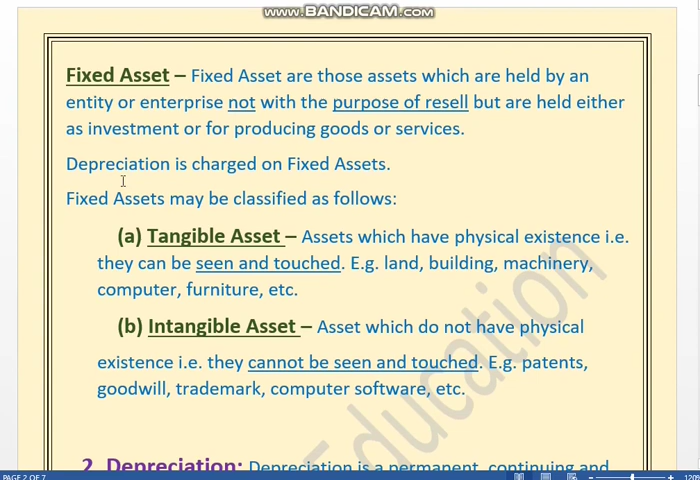 www.BANDICAM.com
Fixed Asset – Fixed Asset are those assets which are held by an
entity or enterprise not with the purpose of resell but are held either
as investment or for producing goods or services.
Depreciation is charged on Fixed Assets.
Fixed Assets may be classified as follows:
(a) Tangible Asset – Assets which have physical existence i.e.
they can be seen and touched. E.g. land, building, machinery,
computer, furniture, etc.
(b) Intangible Asset – Asset which do not have physical
existence i.e. they cannot be seen and touched. E.g. patents,
goodwill, trademark, computer software, etc.
Education
2. Depreciation: Depreciation is a permanent, continuing and
PAGE 2 OF 7